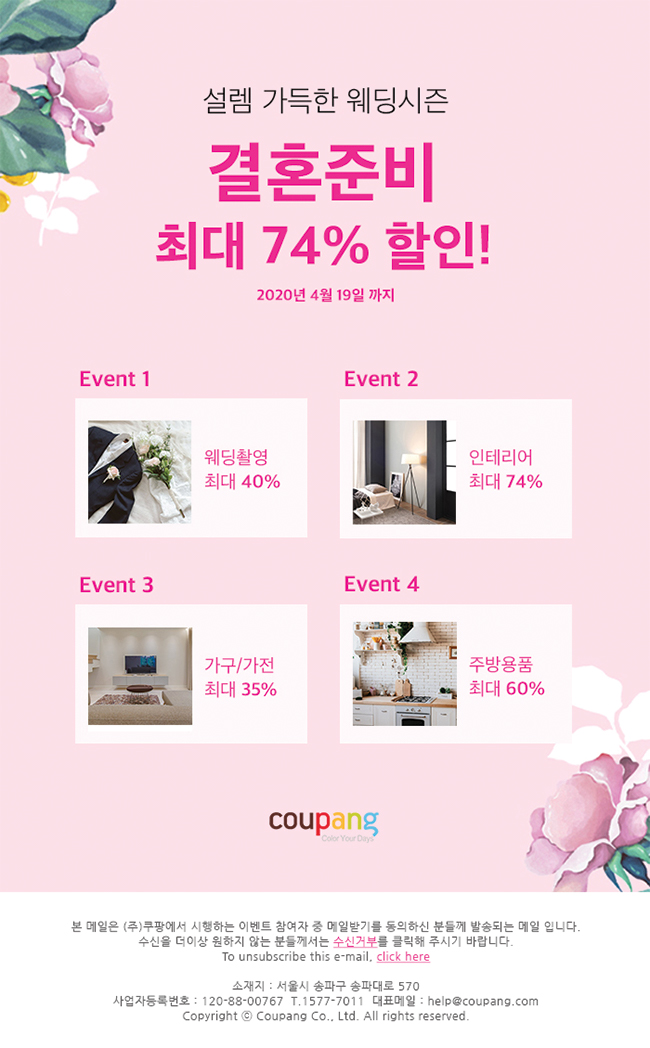 설렘 가득한 웨딩시즌
결혼준비
최대 74% 할인!
2020년 4월 19일 까지
Event 1
웨딩촬영
최대 40%
Event 2
인테리어
최대 74%
Event 3
가구/가전
최대 35%
Event 4
주방용품
최대 60%
coupang
Color Your Days
본 메일은 (주)쿠팡에서 시행하는 이벤트 참여자 중 메일받기를 동의하신 분들께 발송되는 메일 입니다.
수신을 더이상 원하지 않는 분들께서는 수신거부를 클릭해 주시기 바랍니다.
To unsubscribe this e-mail, click here
소재지 : 서울시 송파구 송파대로 570
사업자등록번호 : 120-88-00767 T.1577-7011 대표메일 : help@coupang.com
Copyright ⓒ Coupang Co., Ltd. All rights reserved.